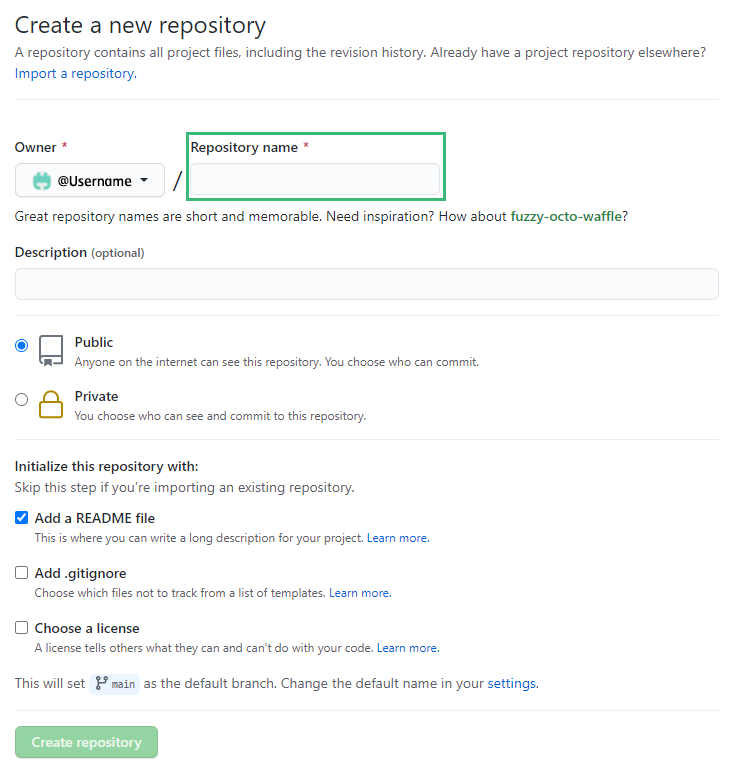 Create a new repository
A repository contains all project files, including the revision history. Already have a project repository elsewhere?
Import a repository.
Owner *
Repository name *
@Username
/
Great repository names are short and memorable. Need inspiration? How about fuzzy-octo-waffle?
Description (optional)
Public
Anyone on the internet can see this repository. You choose who can commit.
Private
You choose who can see and commit to this repository.
Initialize this repository with:
Skip this step if you’re importing an existing repository.
Add a README file
This is where you can write a long description for your project. Learn more.
Add .gitignore
Choose which files not to track from a list of templates. Learn more.
Choose a license
A license tells others what they can and can't do with your code. Learn more.
This will set main as the default branch. Change the default name in your settings.
Create repository